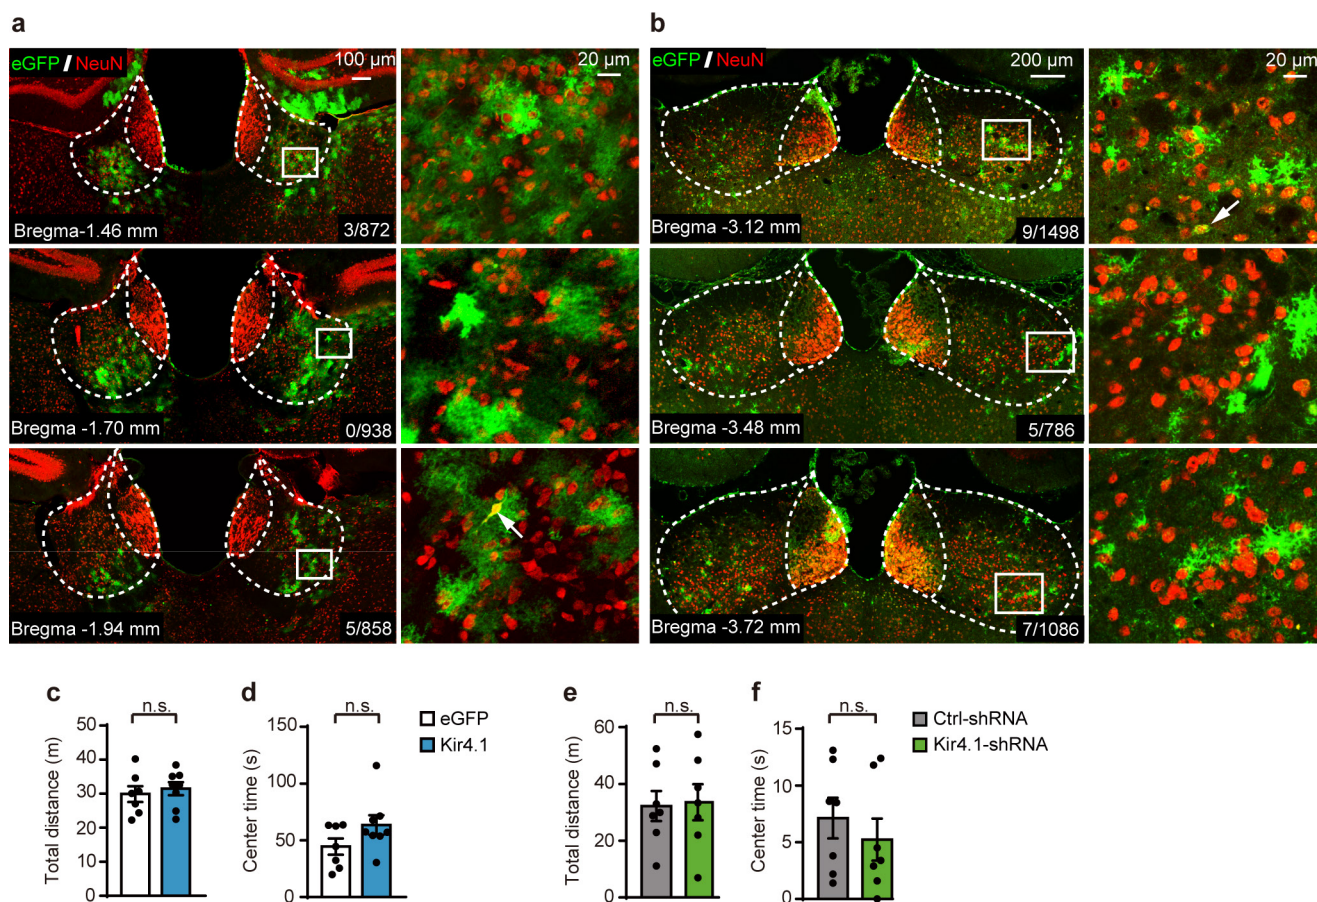 a
eGFP / NeuN
100 µm
20 µm
Bregma-1.46 mm
3/872
Bregma -1.70 mm
0/938
Bregma -1.94 mm
5/858
b
eGFP / NeuN
200 µm
20 µm
Bregma -3.12 mm
9/1498
Bregma -3.48 mm
5/786
Bregma -3.72 mm
7/1086
c
n.s.
Total distance (m)
50
40
30
20
10
0
d
n.s.
Center time (s)
150
100
50
0
eGFP
Kir4.1
e
n.s.
Total distance (m)
60
40
20
0
f
n.s.
Center time (s)
15
10
5
0
Ctrl-shRNA
Kir4.1-shRNA